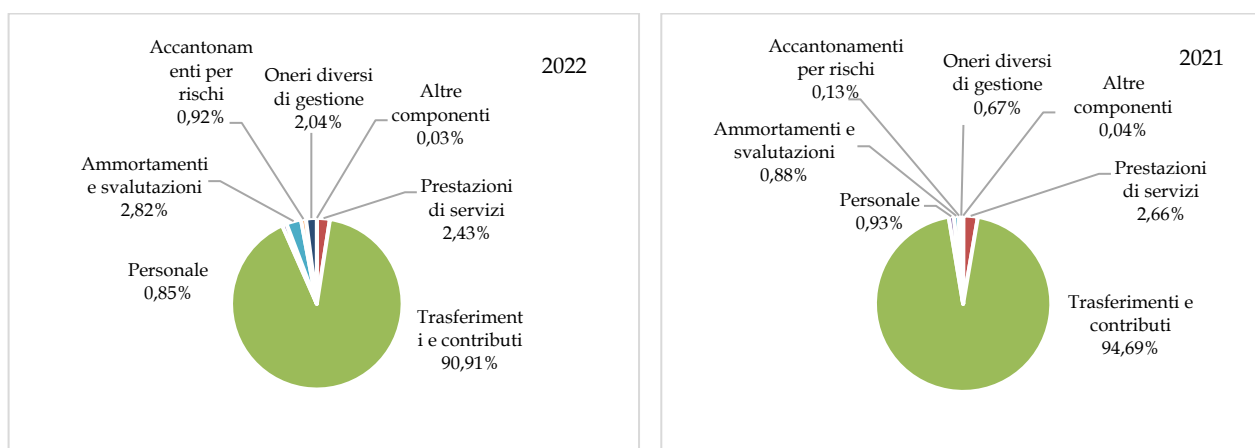 2022
Accantonam
enti per
rischi
0,92%
Oneri diversi
di gestione
2,04%
Altre
componenti
0,03%
Ammortamenti
e svalutazioni
2,82%
Prestazioni
di servizi
2,43%
Personale
0,85%
Trasferiment
i e contributi
90,91%
2021
Accantonamenti
per rischi
0,13%
Oneri diversi
di gestione
0,67%
Altre
componenti
0,04%
Ammortamenti e
svalutazioni
0,88%
Prestazioni
di servizi
2,66%
Personale
0,93%
Trasferimenti e
contributi
94,69%